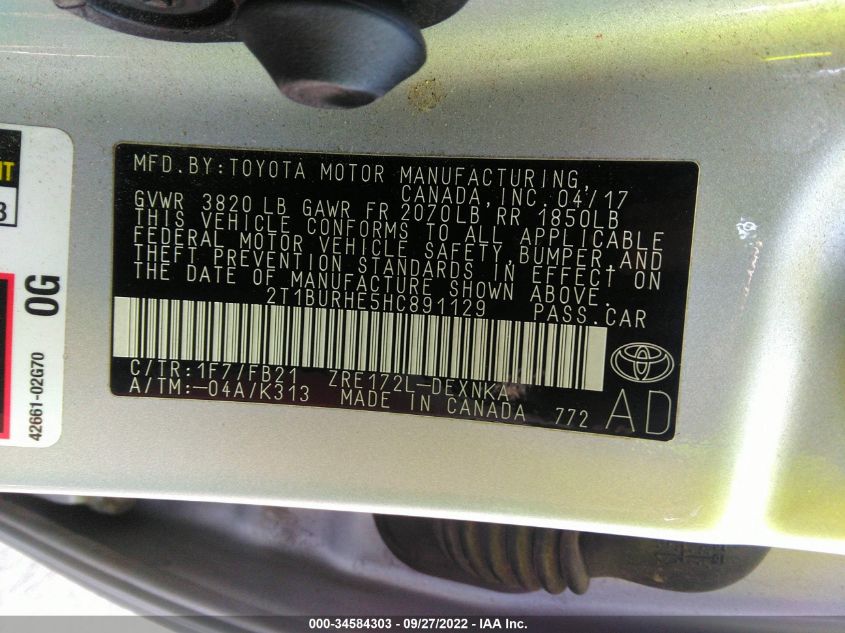 MFD.BY:TOYOTA MOTOR MANUFACTURING,
CANADA, INC. 04/17
GVWR 3820 LB GAWR FR 2070LB RR 1850LB
THIS VEHICLE CONFORMS TO ALL APPLICABLE
FEDERAL MOTOR VEHICLE SAFETY, BUMPER, AND
THEFT PREVENTION STANDARDS IN EFFECT ON
THE DATE OF MANUFACTURE SHOWN ABOVE.
2T1BURHE5HC891129 PASS.CAR
C/TR:1F7/FB21 ZRE172L-DEXNKA
A/TM:-04A/K313 MADE IN CANADA 772
AD
0G
42661-02G70
000-34584303 / 09/27/2022 - IAA Inc.